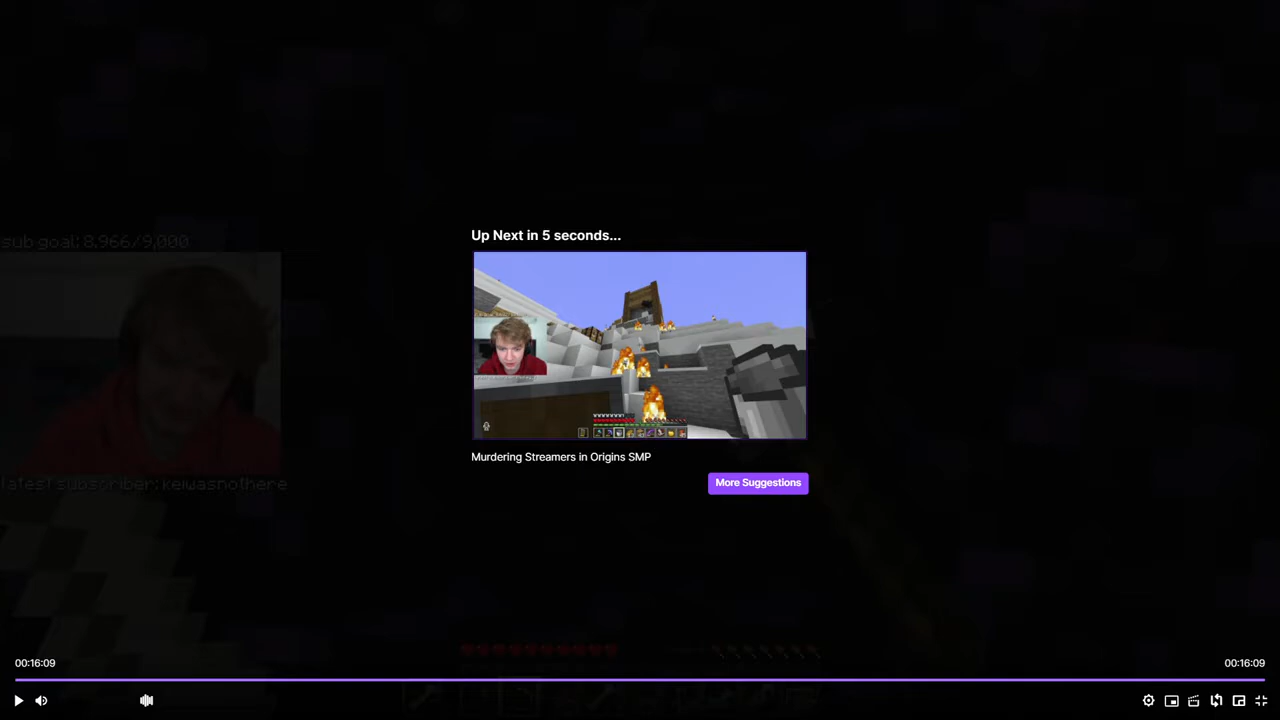 sub goal: 8,966/9,000
Up Next in 5 seconds...
Murdering Streamers in Origins SMP
latest subscriber: keiwasnothere
More Suggestions
00:16:09
00:16:09